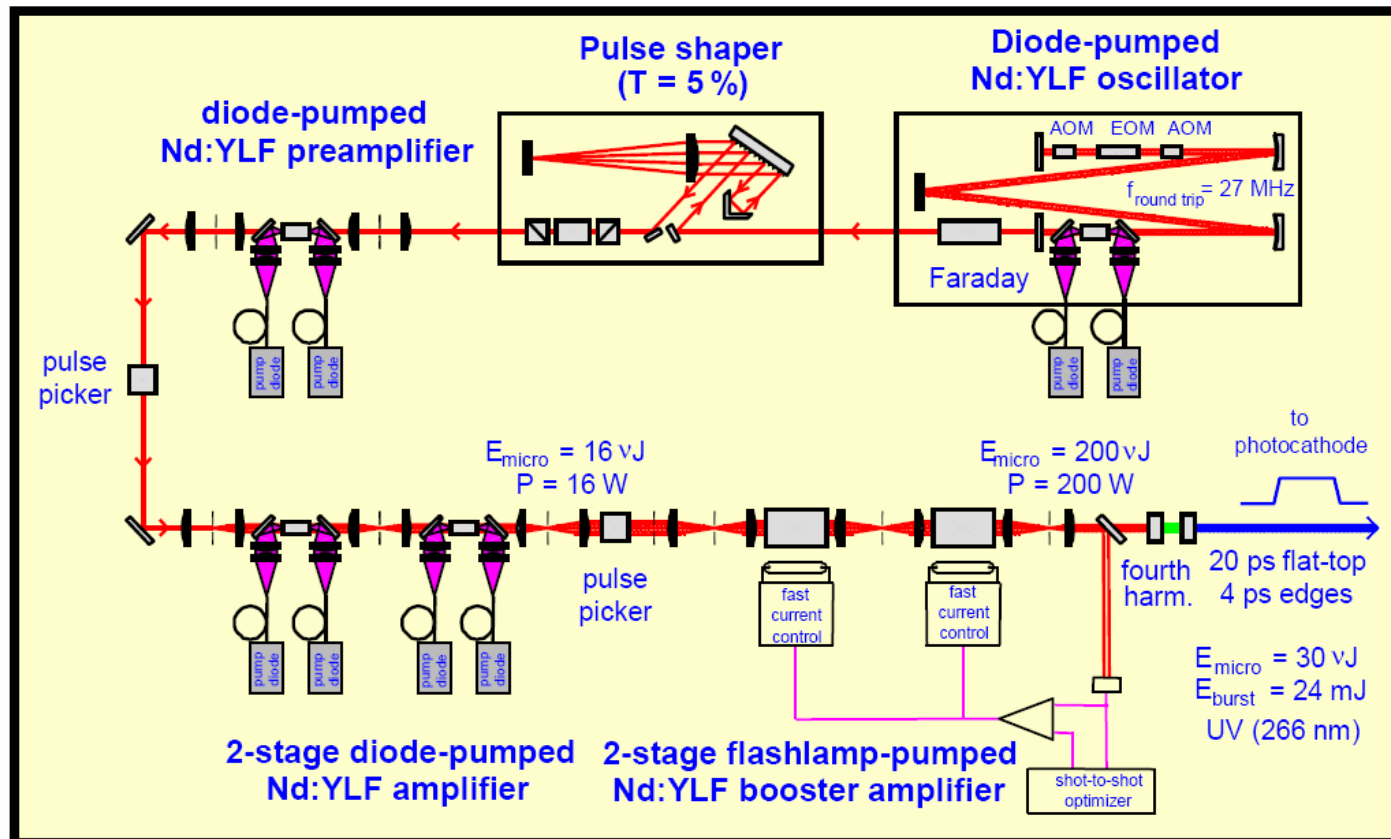 Pulse shaper
(T = 5 %)
Diode-pumped
Nd:YLF oscillator
diode-pumped
Nd:YLF preamplifier
AOM EOM AOM
f round trip = 27 MHz
Faraday
pump diode
pump diode
pump diode
pump diode
pulse
picker
E micro = 16 νJ
P = 16 W
E micro = 200 νJ
P = 200 W
to
photocathode
pulse
picker
fast
current
control
fast
current
control
fourth
harm.
20 ps flat-top
4 ps edges
pump diode
pump diode
pump diode
pump diode
E micro = 30 νJ
E burst = 24 mJ
UV (266 nm)
2-stage diode-pumped
Nd:YLF amplifier
2-stage flashlamp-pumped
Nd:YLF booster amplifier
shot-to-shot
optimizer